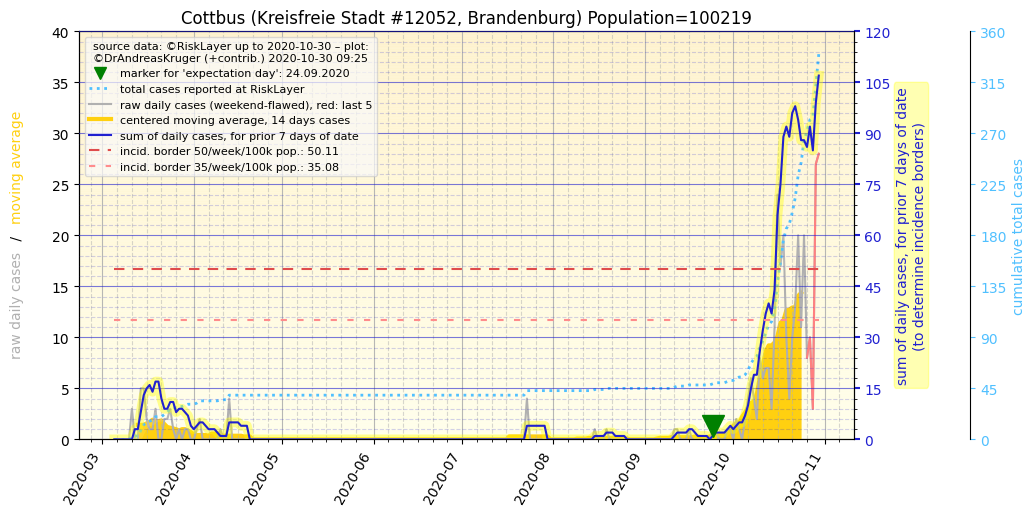 Cottbus (Kreisfreie Stadt #12052, Brandenburg) Population=100219
source data: ©RiskLayer up to 2020-10-30 – plot:
©DrAndreasKruger (+contrib.) 2020-10-30 09:25
marker for 'expectation day': 24.09.2020
total cases reported at RiskLayer
raw daily cases (weekend-flawed), red: last 5
centered moving average, 14 days cases
sum of daily cases, for prior 7 days of date
incid. border 50/week/100k pop.: 50.11
incid. border 35/week/100k pop.: 35.08
raw daily cases / moving average
40
35
30
25
20
15
10
5
0
2020-03
2020-04
2020-05
2020-06
2020-07
2020-08
2020-09
2020-10
2020-11
120
105
90
75
60
45
30
15
0
sum of daily cases, for prior 7 days of date
(to determine incidence borders)
360
315
270
225
180
135
90
45
0
cumulative total cases